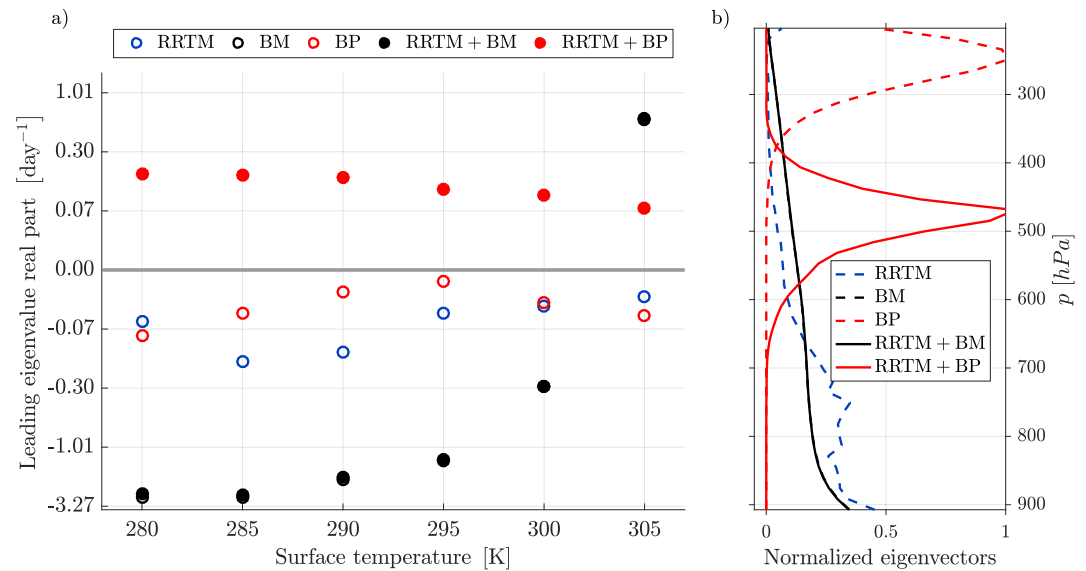 a)
RRTM BM BP RRTM + BM RRTM + BP
Leading eigenvalue real part [day−1]
1.01
0.30
0.07
0.00
-0.07
-0.30
-1.01
-3.27
280 285 290 295 300 305
Surface temperature [K]
b)
300
400
500
600
700
800
900
p [hPa]
RRTM
BM
BP
RRTM + BM
RRTM + BP
0 0.5 1
Normalized eigenvectors